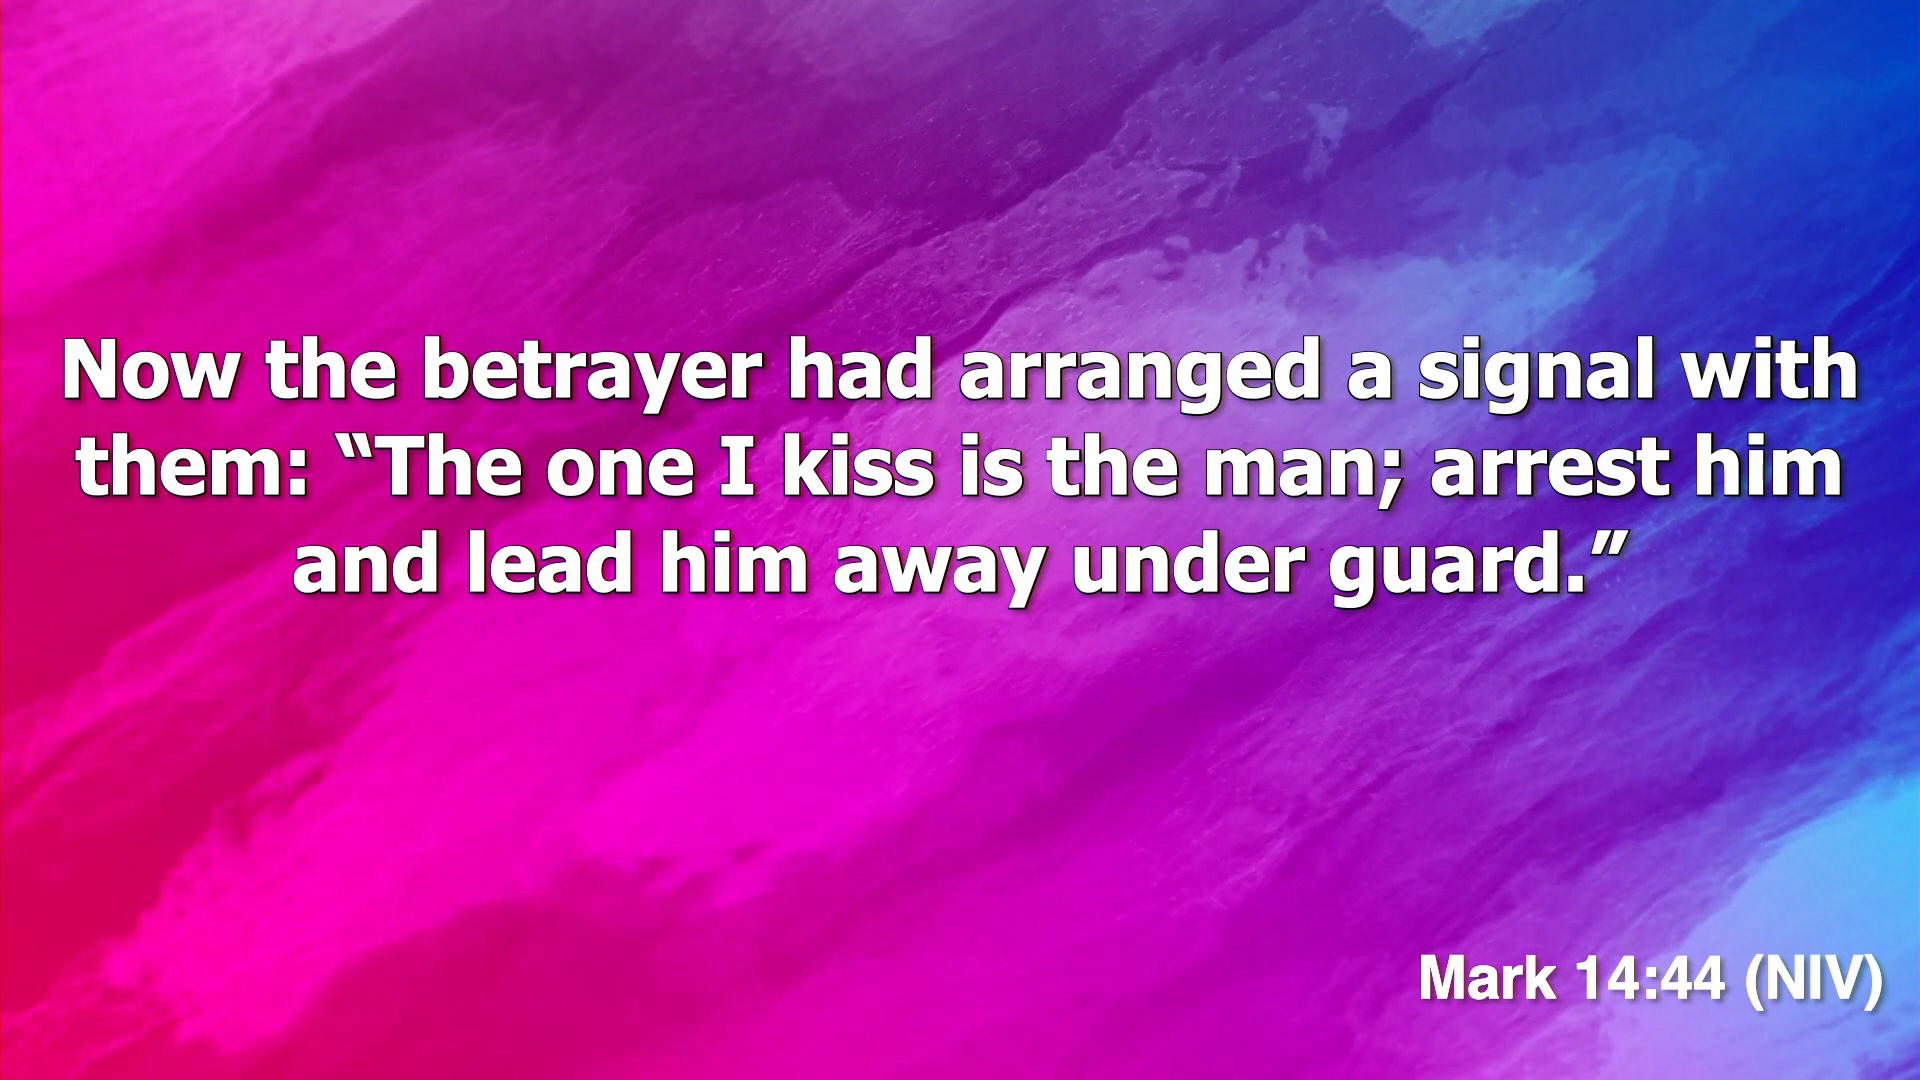 Now the betrayer had arranged a signal with
them: “The one I kiss is the man; arrest him
and lead him away under guard.”
Mark 14:44 (NIV)